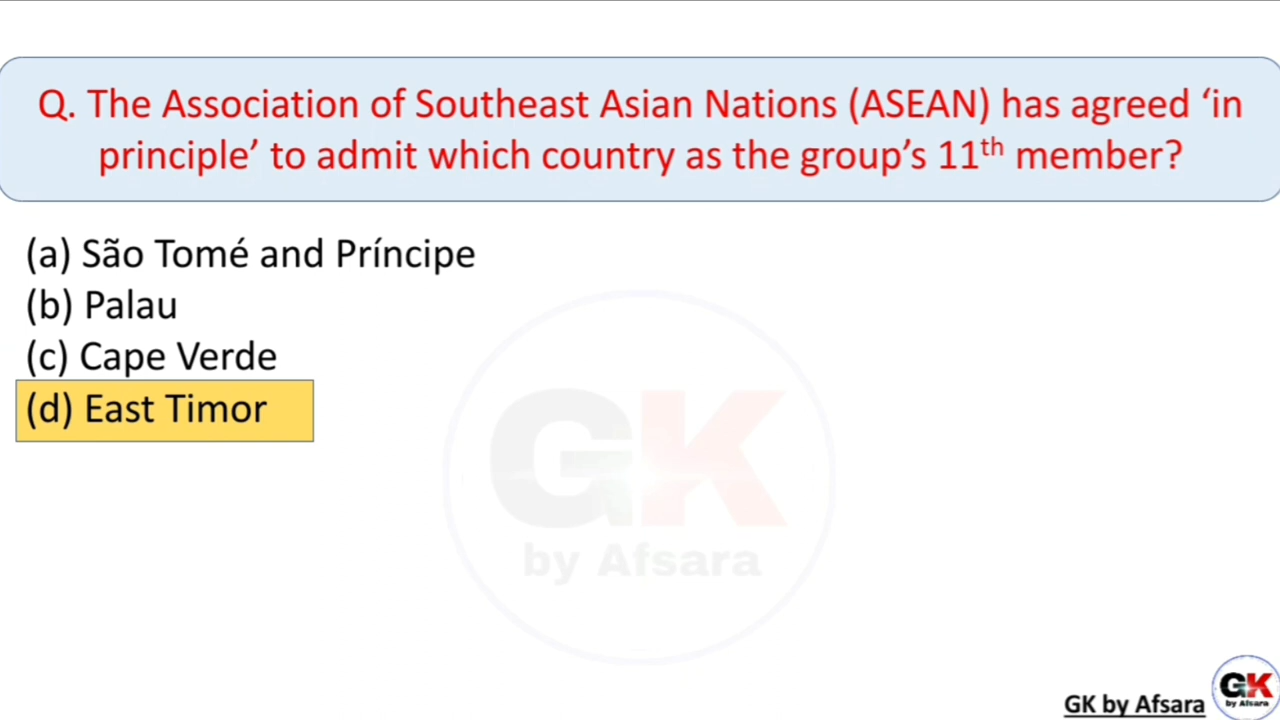 Q. The Association of Southeast Asian Nations (ASEAN) has agreed ‘in
principle’ to admit which country as the group’s 11th member?
(a) São Tomé and Príncipe
(b) Palau
(c) Cape Verde
(d) East Timor
GK
by Afsara
GK by Afsara
GK
by Afsara